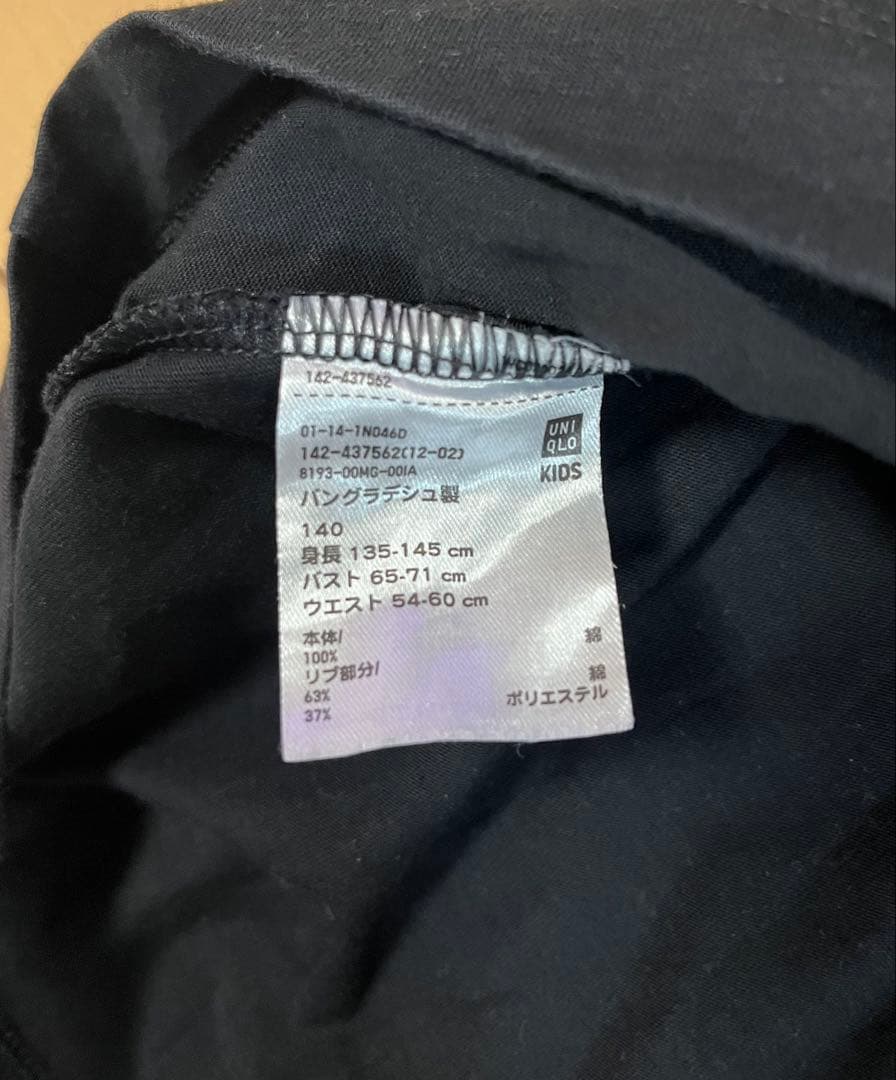 142-437562
01-14-1N046D
142-437562(12-02)
8193-00MG-00IA
バングラデシュ製
UNI
QLO
KIDS
140
身長 135-145 cm
バスト 65-71 cm
ウエスト 54-60 cm
本体/ 綿
100%
リブ部分/ 綿
63% ポリエステル
37%